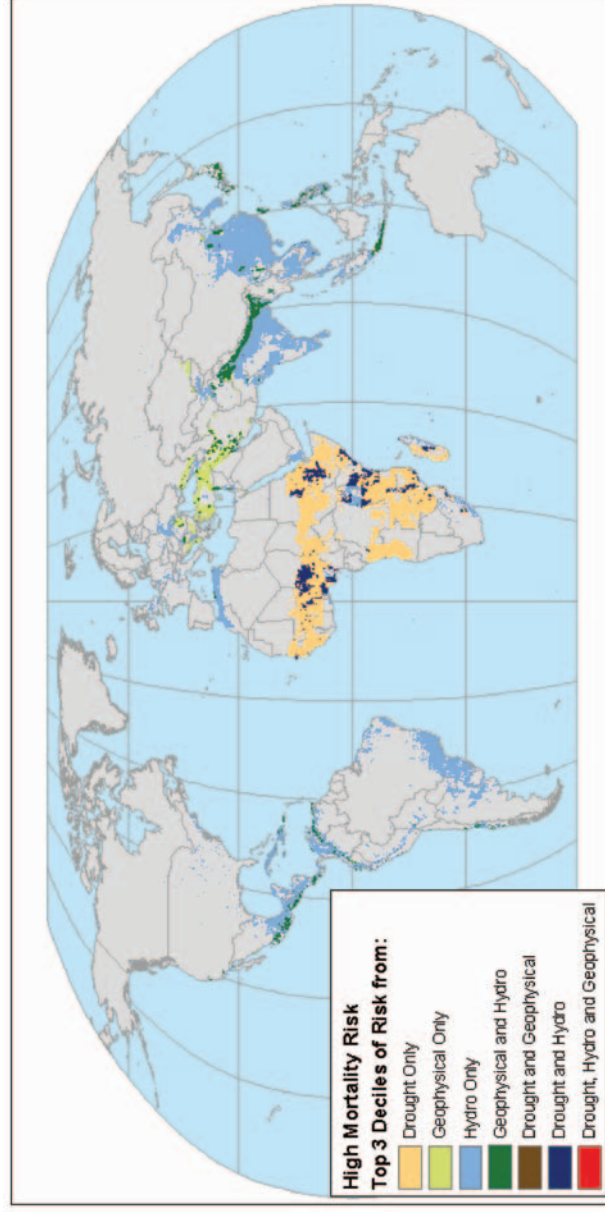 High Mortality Risk
Top 3 Deciles of Risk from:
Drought Only
Geophysical Only
Hydro Only
Geophysical and Hydro
Drought and Geophysical
Drought and Hydro
Drought, Hydro and Geophysical